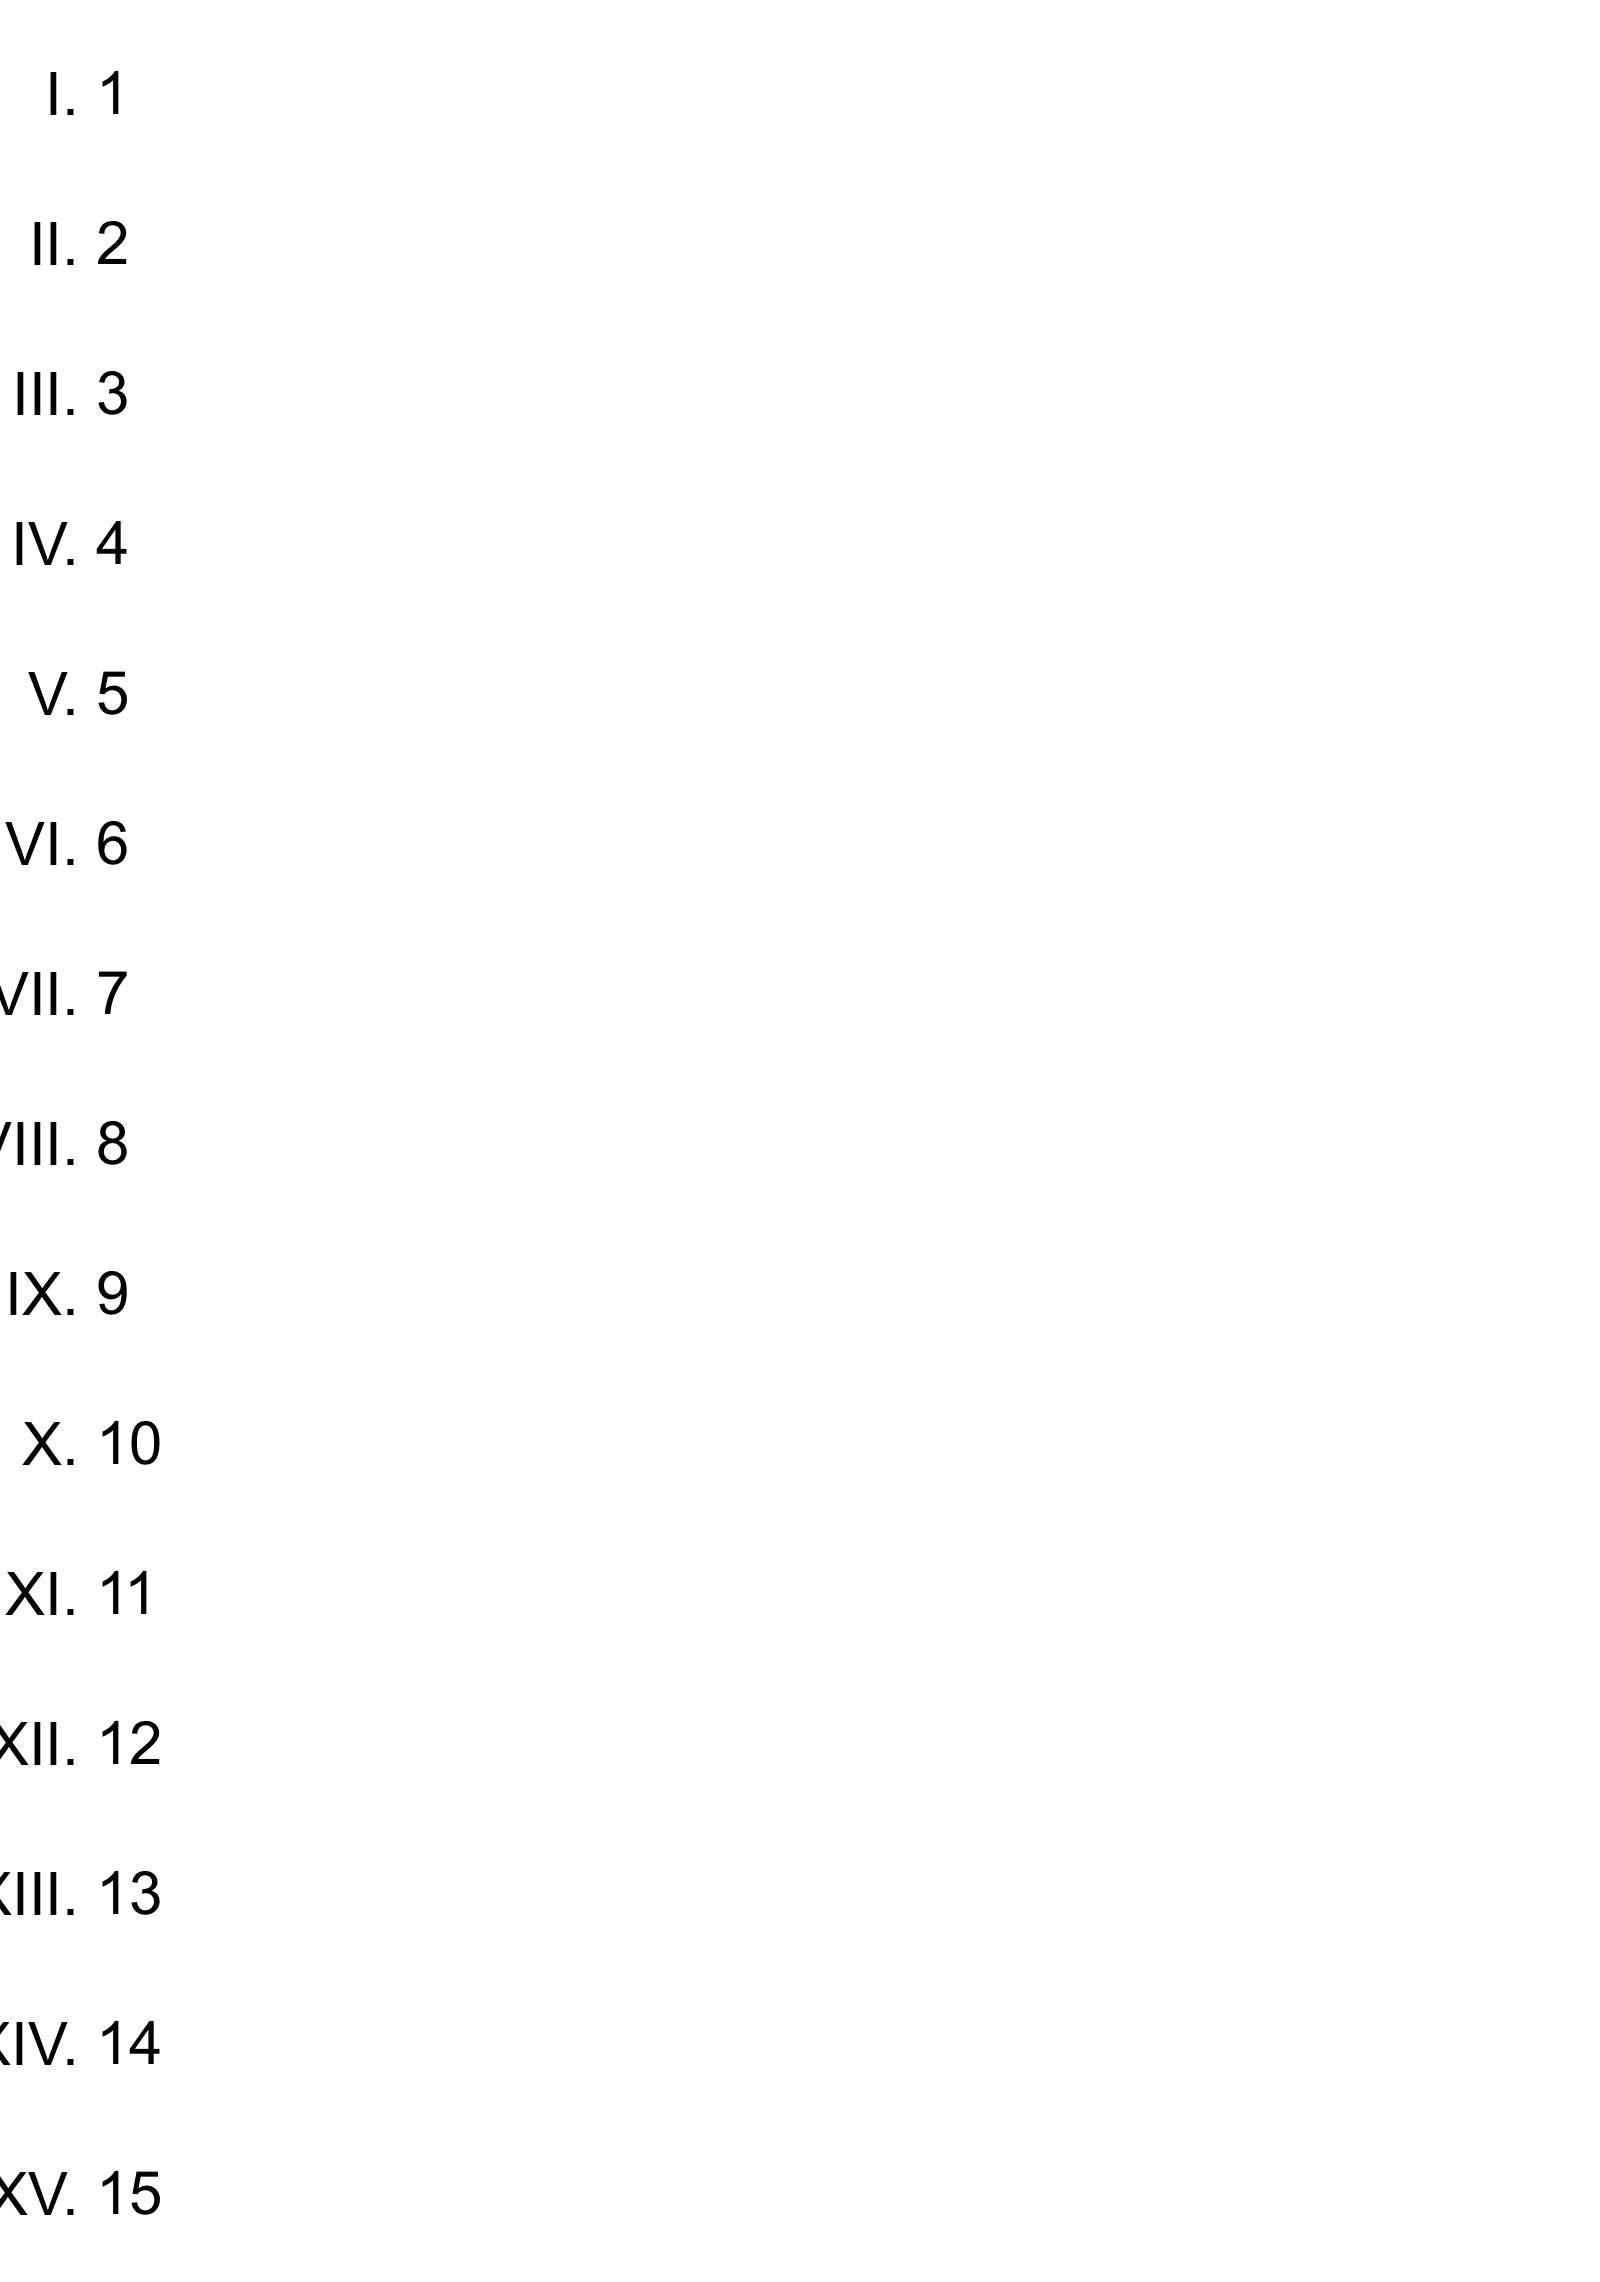 I. 1
II. 2
III. 3
IV. 4
V. 5
VI. 6
VII. 7
VIII. 8
IX. 9
X. 10
XI. 11
XII. 12
XIII. 13
XIV. 14
XV. 15